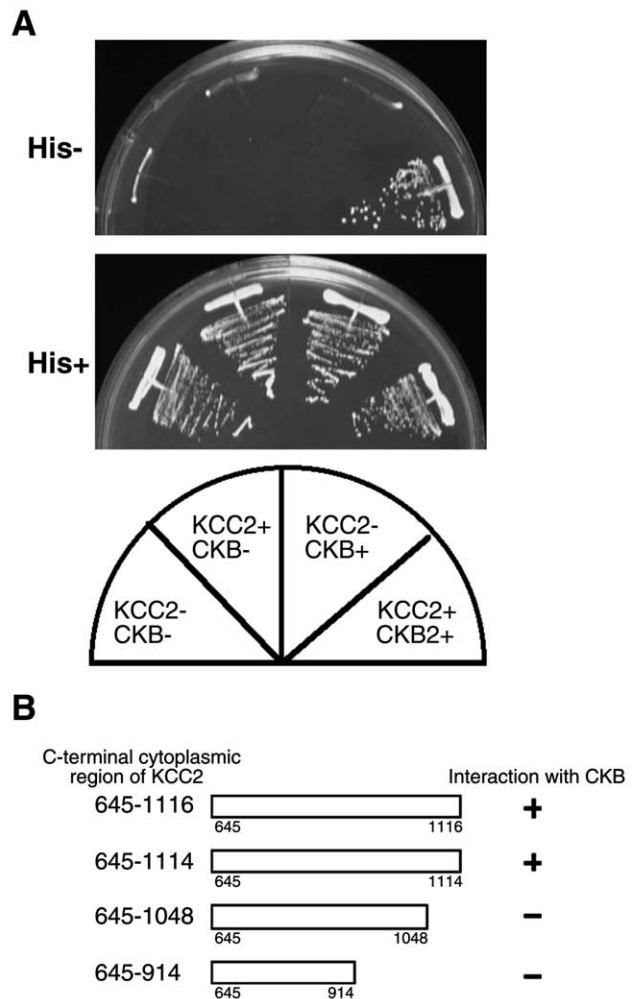 A
His-
His+
KCC2+
CKB-
KCC2-
CKB+
KCC2-
CKB-
KCC2+
CKB2+
B
C-terminal cytoplasmic
region of KCC2
Interaction with CKB
645-1116
645
1116
+
645-1114
645
1114
+
645-1048
645
1048
-
645-914
645
914
-